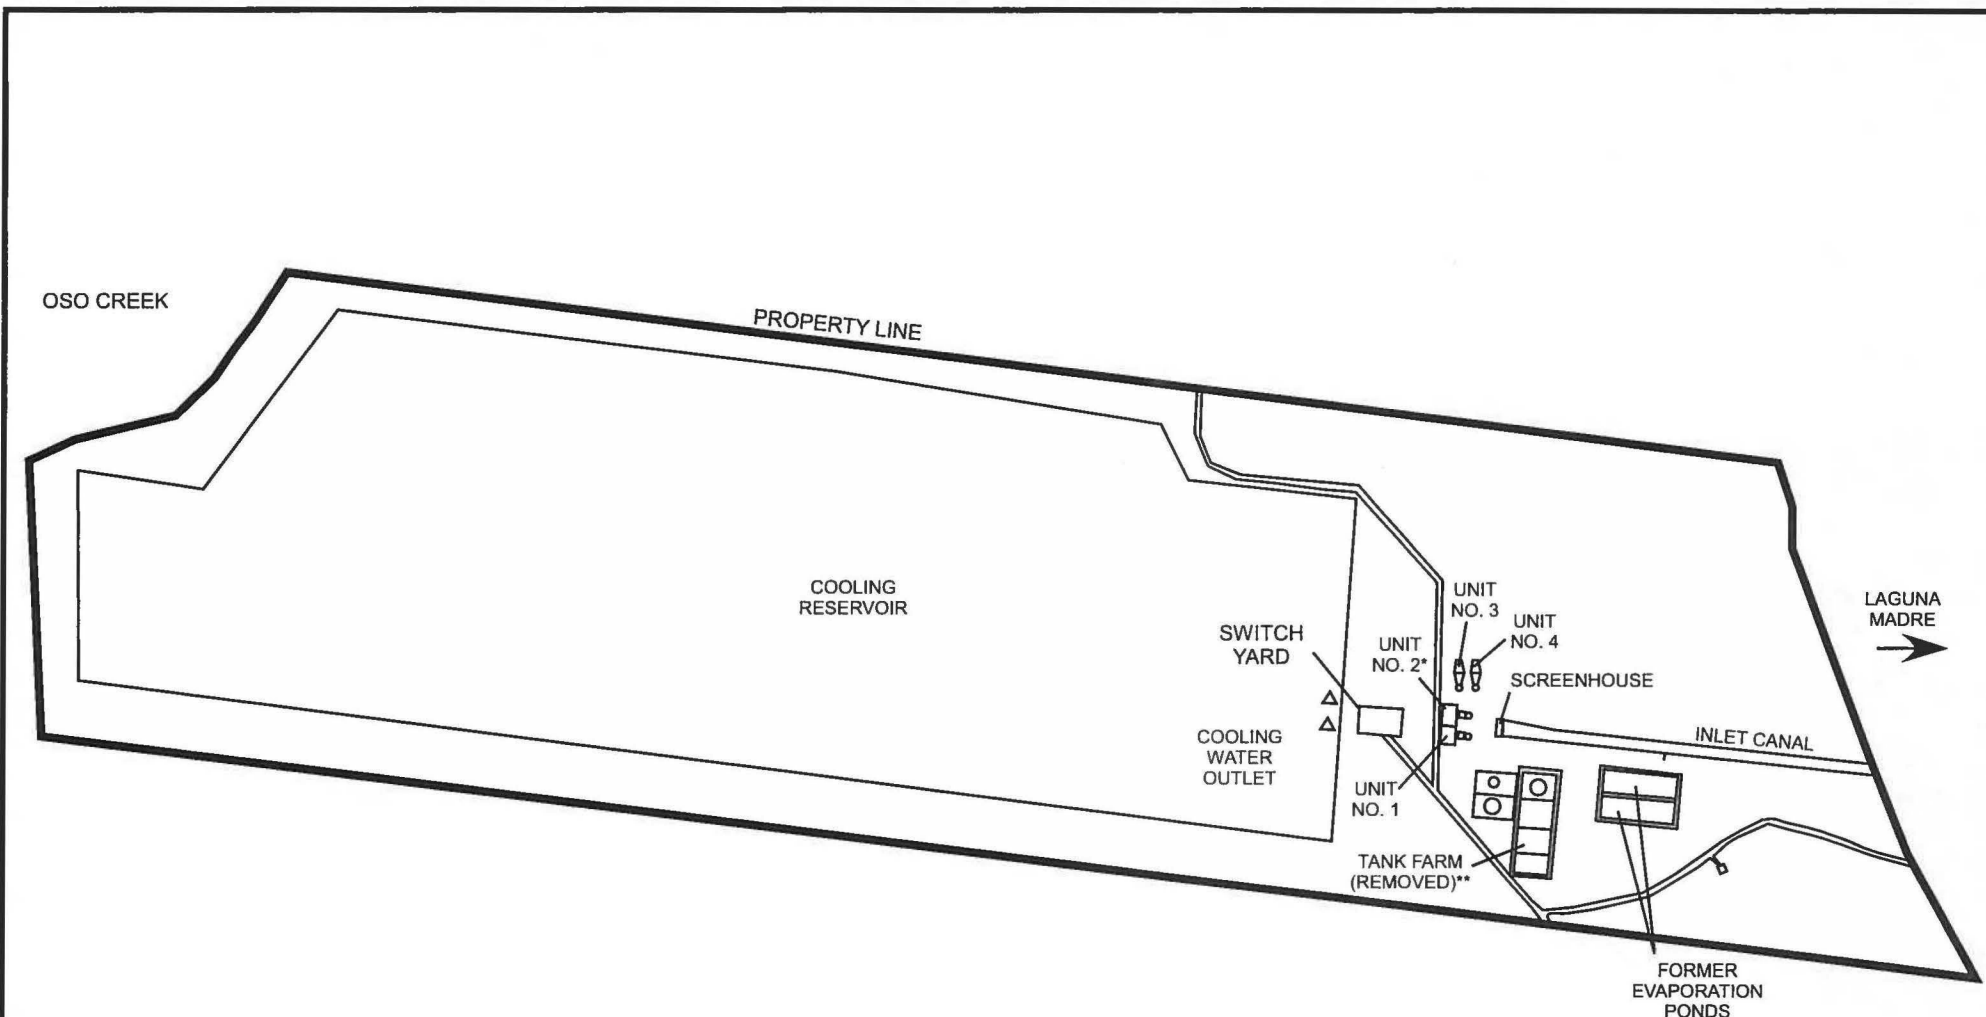 OSO CREEK
PROPERTY LINE
COOLING
RESERVOIR
UNIT
NO. 3
UNIT
NO. 4
LAGUNA
MADRE
SWITCH
YARD
UNIT
NO. 2*
SCREENHOUSE
INLET CANAL
COOLING
WATER
OUTLET
UNIT
NO. 1
TANK FARM
(REMOVED)**
FORMER
EVAPORATION
PONDS